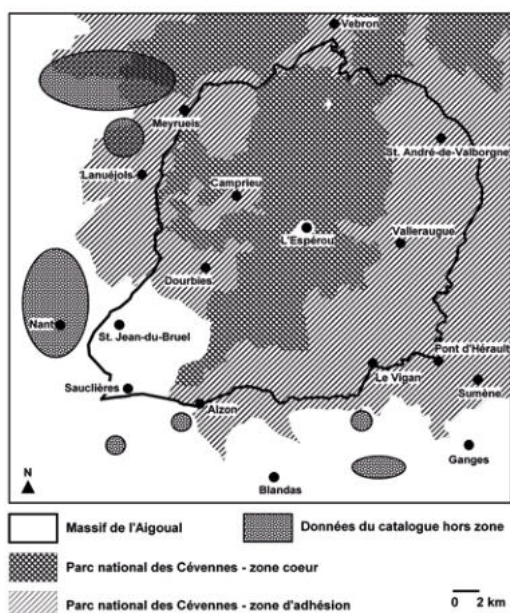 Vebron
Meyrueis
St. André-de-Valborgne
Lanuéjols
Camprieu
L'Espérou
Valleraugue
Dourbies
Nant
St. Jean-du-Bruel
Pont d'Hérault
Le Vigan
Sauclières
Alzon
Sumène
Ganges
Blandas
N
Massif de l'Aigoual
Données du catalogue hors zone
Parc national des Cévennes - zone coeur
Parc national des Cévennes - zone d'adhésion
0 2 km